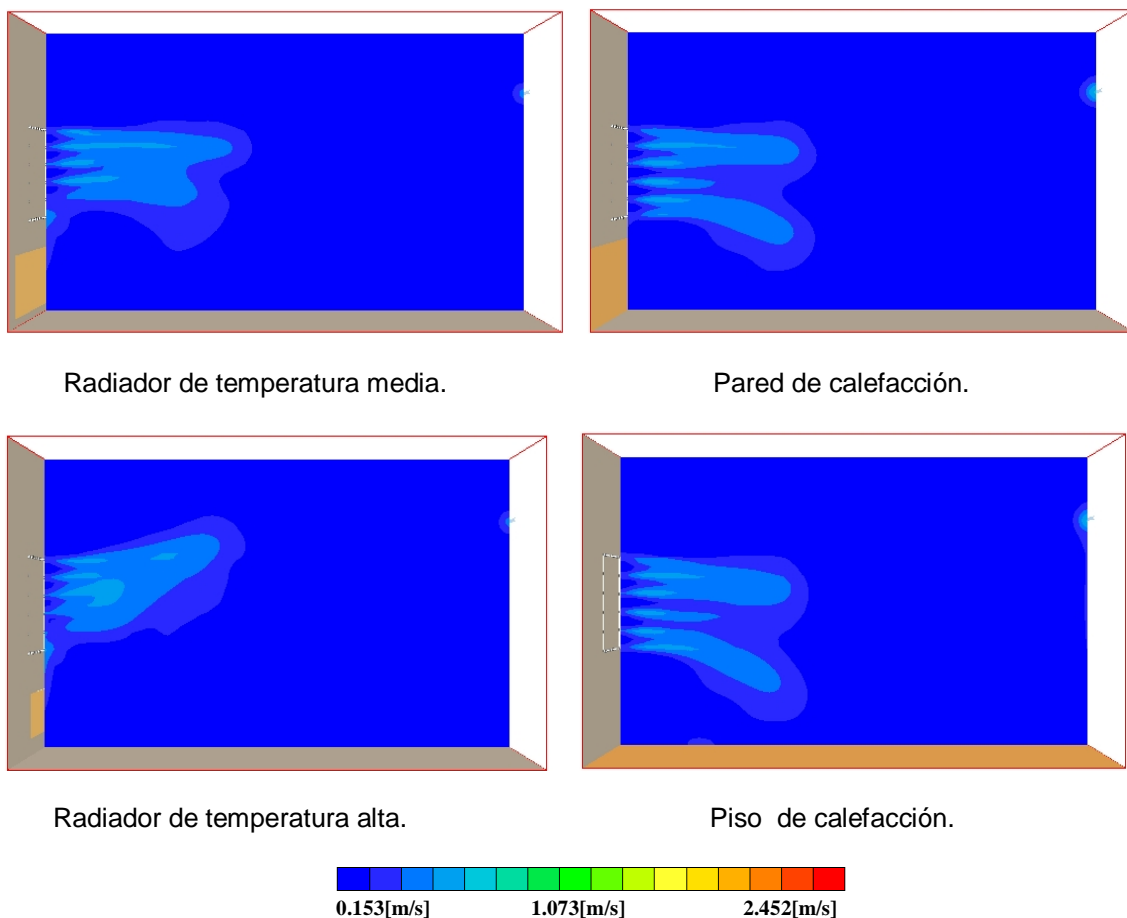 Radiador de temperatura media.
Pared de calefacción.
Radiador de temperatura alta.
Piso de calefacción.
0.153[m/s] 1.073[m/s] 2.452[m/s]